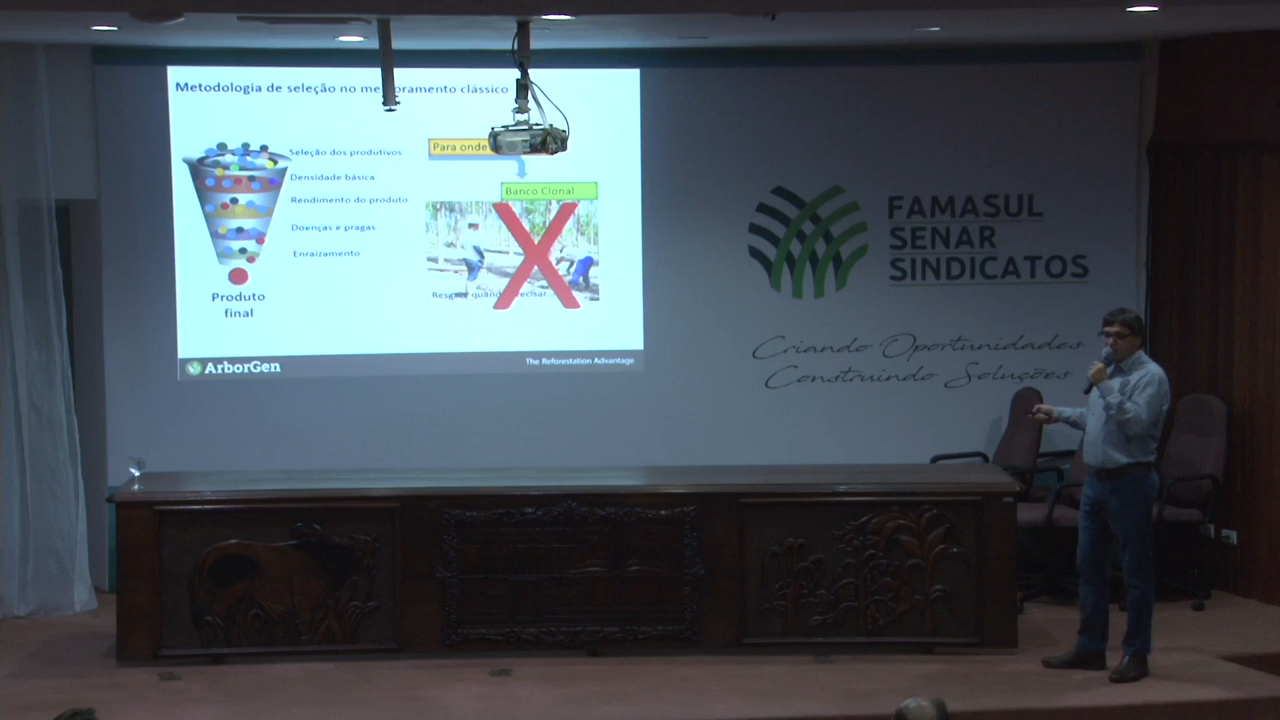 Metodologia de seleção no me oramento clássico
Seleção dos produtivos
Densidade básica
Rendimento do produto
Doenças e pragas
Enraizamento
Produto
final
Para onde
Banco Clonal
ArborGen
The Reforestation Advantage
FAMASUL
SENAR
SINDICATOS
Criando Oportunidades
Construindo Soluções